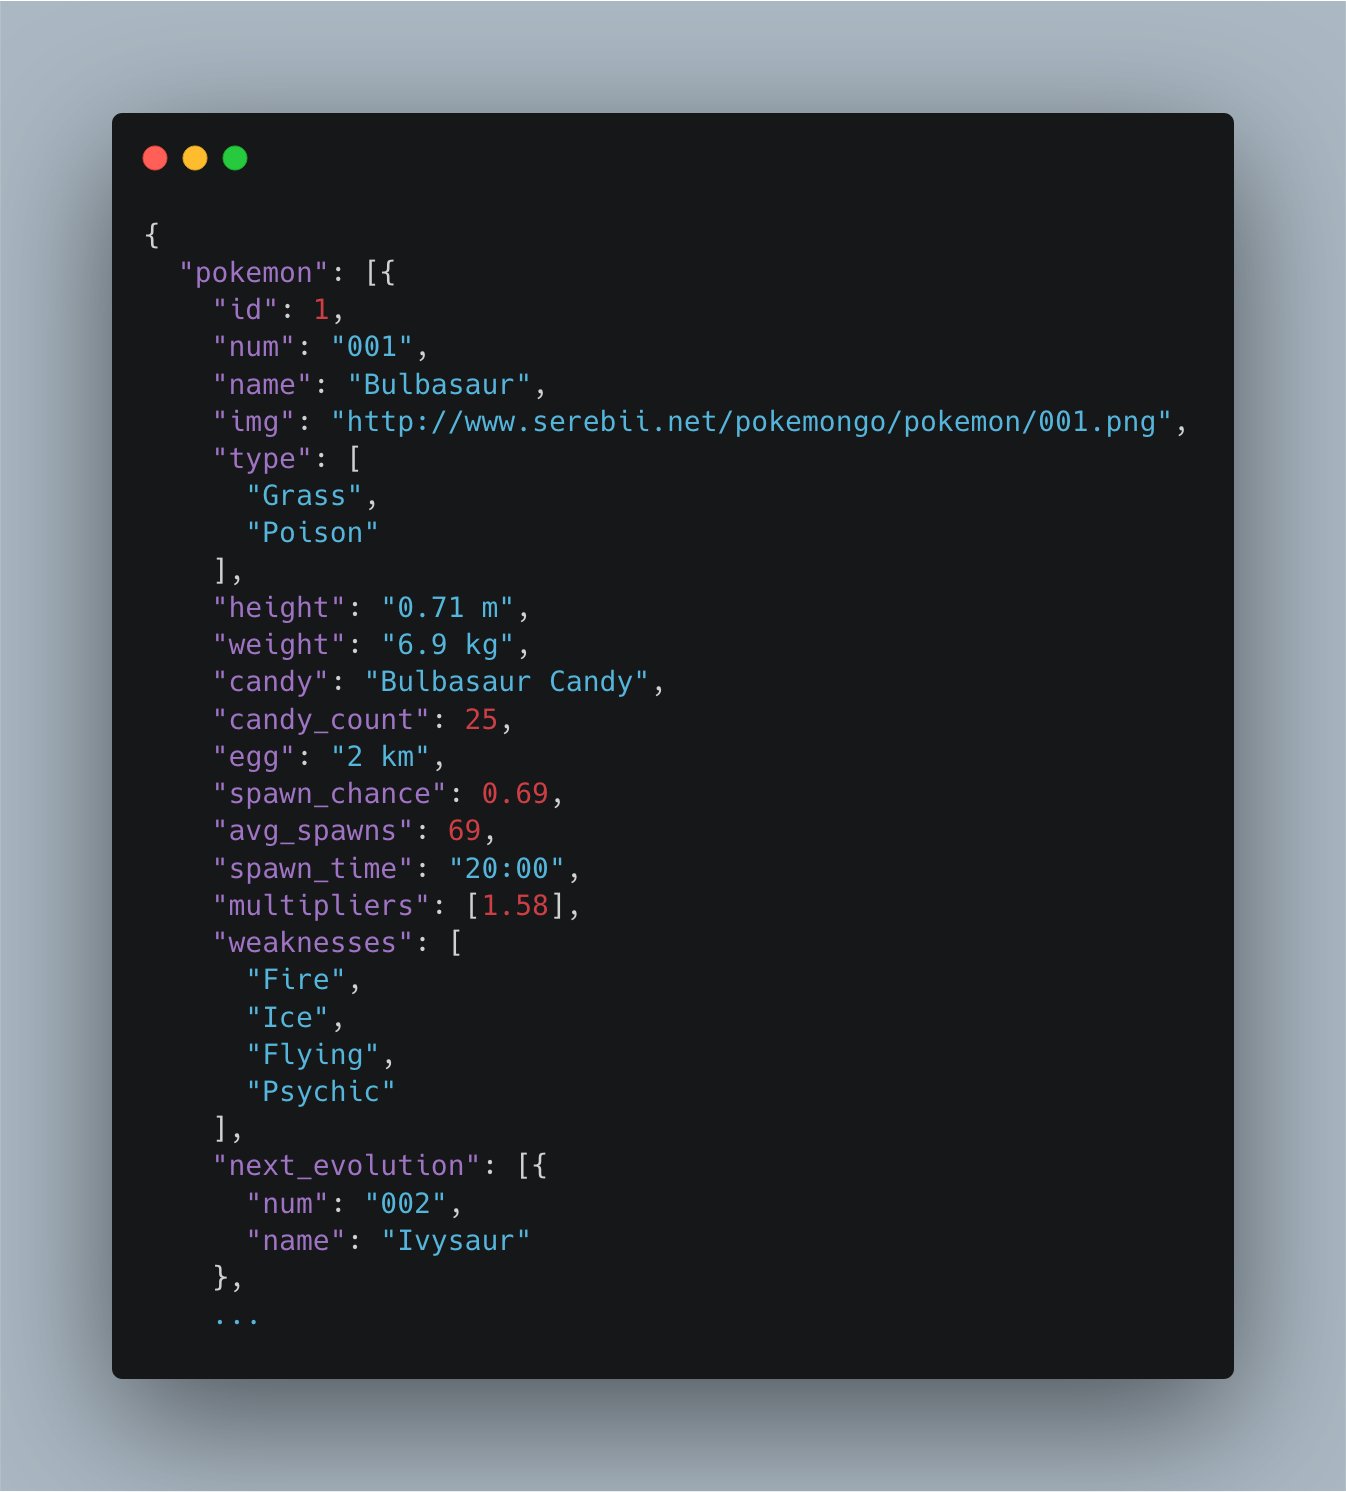 {
  "pokemon": [{
    "id": 1,
    "num": "001",
    "name": "Bulbasaur",
    "img": "http://www.serebii.net/pokemongo/pokemon/001.png",
    "type": [
      "Grass",
      "Poison"
    ],
    "height": "0.71 m",
    "weight": "6.9 kg",
    "candy": "Bulbasaur Candy",
    "candy_count": 25,
    "egg": "2 km",
    "spawn_chance": 0.69,
    "avg_spawns": 69,
    "spawn_time": "20:00",
    "multipliers": [1.58],
    "weaknesses": [
      "Fire",
      "Ice",
      "Flying",
      "Psychic"
    ],
    "next_evolution": [{
      "num": "002",
      "name": "Ivysaur"
    },
    ...